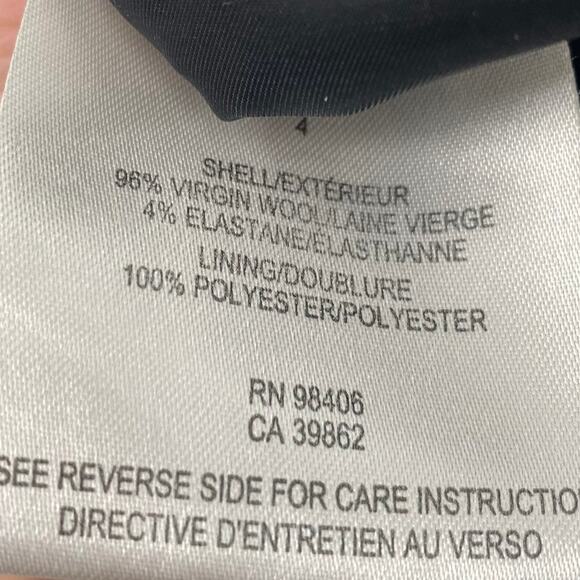 4
SHELL/EXTÉRIEUR
96% VIRGIN WOOL/LAINE VIERGE
4% ELASTANE/ÉLASTHANNE
LINING/DOUBLURE
100% POLYESTER/POLYESTER
RN 98406
CA 39862
SEE REVERSE SIDE FOR CARE INSTRUCTIO
DIRECTIVE D'ENTRETIEN AU VERSO